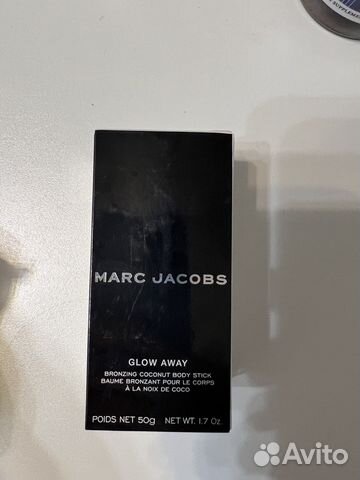 SUPPLEME
MARC JACOBS
GLOW AWAY
BRONZING COCONUT BODY STICK
BAUME BRONZANT POUR LE CORPS
À LA NOIX DE COCO
POIDS NET 50g NET WT. 1.7 Oz.
Avito